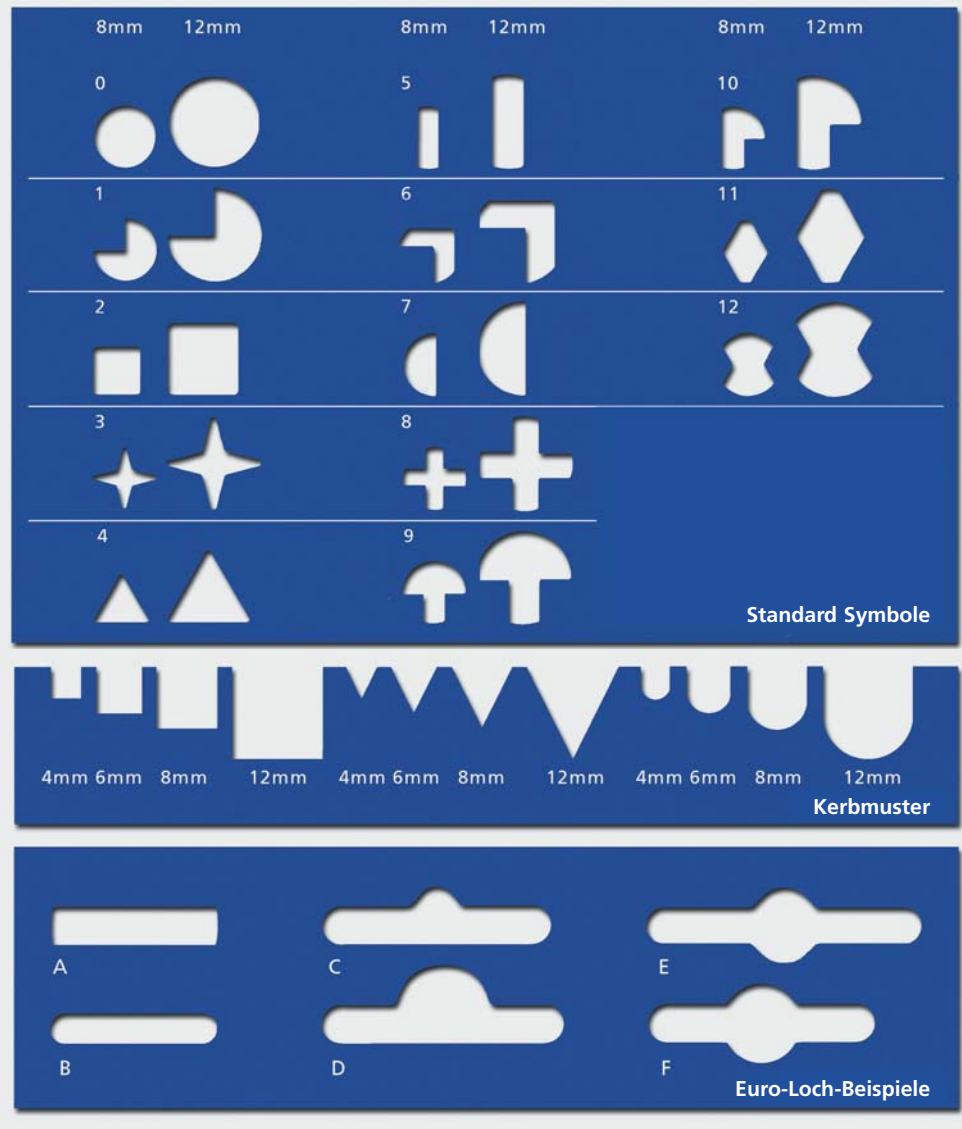 8mm 12mm 8mm 12mm 8mm 12mm
0 5 10
1 6 11
2 7 12
3 8
4 9
Standard Symbole
4mm 6mm 8mm 12mm 4mm 6mm 8mm 12mm 4mm 6mm 8mm 12mm
Kerbmuster
A C E
B D F
Euro-Loch-Beispiele